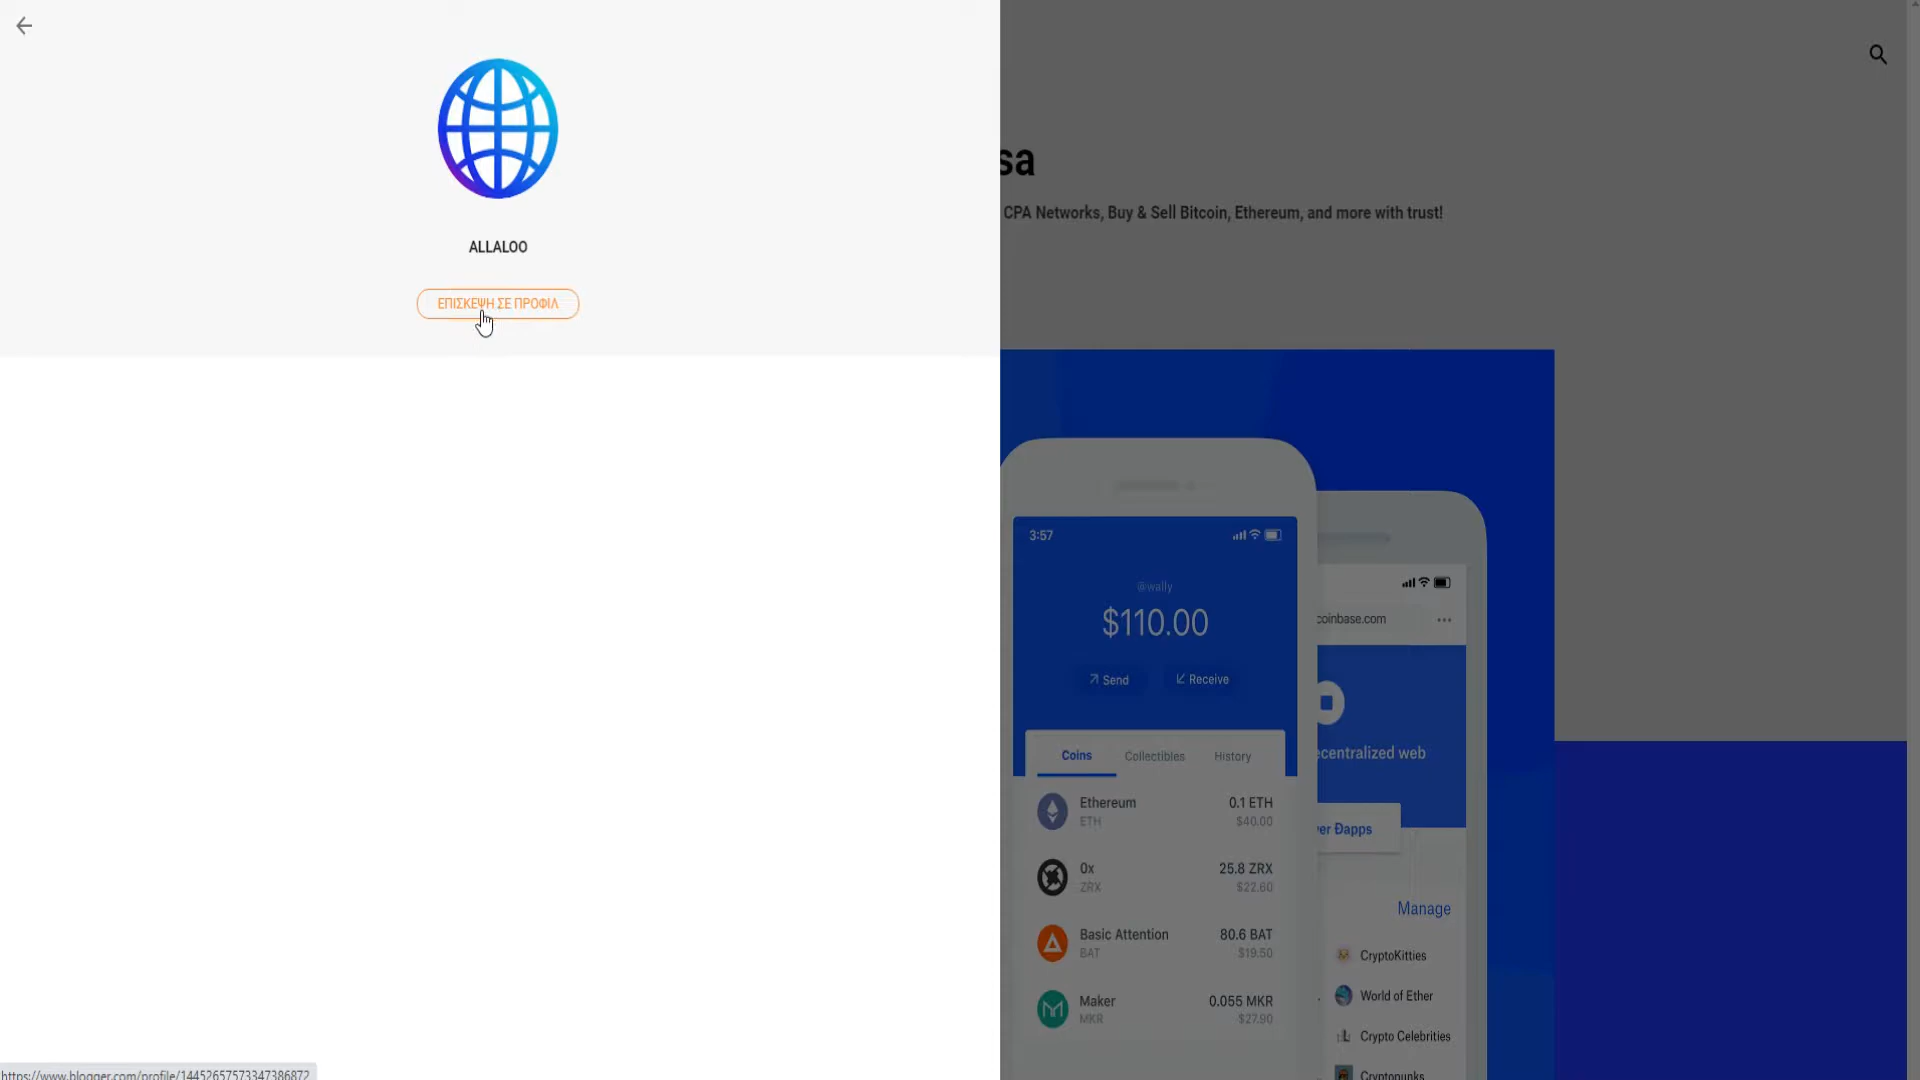 sa
CPA Networks, Buy & Sell Bitcoin, Ethereum, and more with trust!
ALLALOO
ΕΠΙΣΚΕΨΗ ΣΕ ΠΡΟΦΙΛ
3:57
@wally
$110.00
Send
Receive
coinbase.com
Coins Collectibles History
ecentralized web
Ethereum 0.1 ETH
ETH $40.00
er Ðapps
0x 25.8 ZRX
ZRX $22.60
Manage
Basic Attention 80.6 BAT
BAT $19.50
CryptoKitties
World of Ether
Maker 0.055 MKR
MKR $27.90
Crypto Celebrities
Cryptopunks
https://www.blogger.com/profile/14452657573347386872